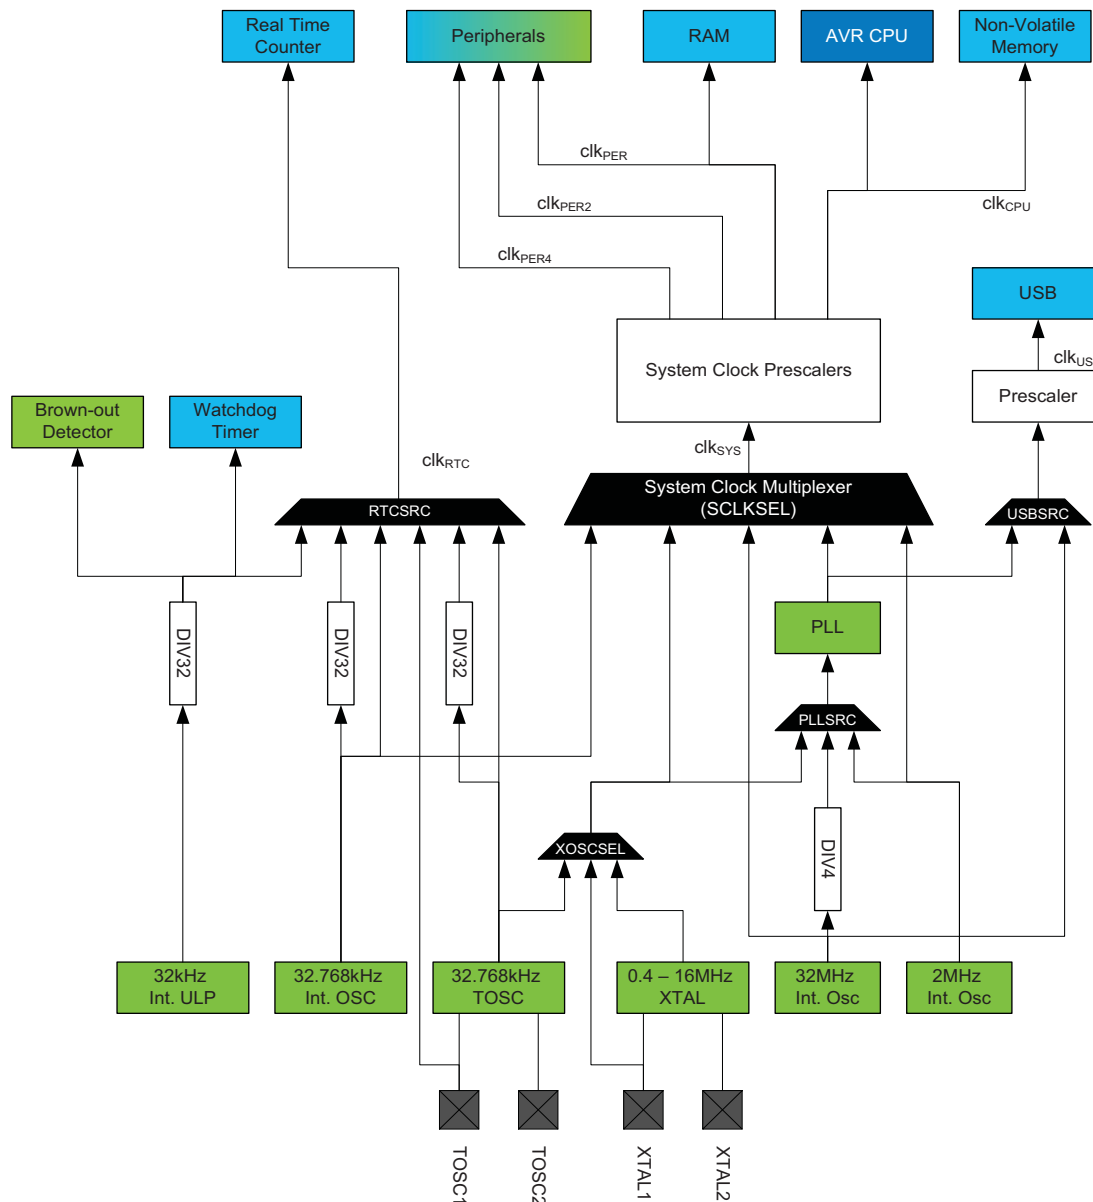 Real Time
Counter
Peripherals
RAM
AVR CPU
Non-Volatile
Memory
clkPER
clkPER2
clkCPU
clkPER4
USB
System Clock Prescalers
clkUS
Prescaler
Brown-out
Detector
Watchdog
Timer
clkRTC
clkSYS
System Clock Multiplexer
(SCLKSEL)
RTCSRC
USBSRC
DIV32
DIV32
DIV32
PLL
PLLSRC
XOSCSEL
DIV4
32kHz
Int. ULP
32.768kHz
Int. OSC
32.768kHz
TOSC
0.4 – 16MHz
XTAL
32MHz
Int. Osc
2MHz
Int. Osc
TOSC1
TOSC2
XTAL1
XTAL2